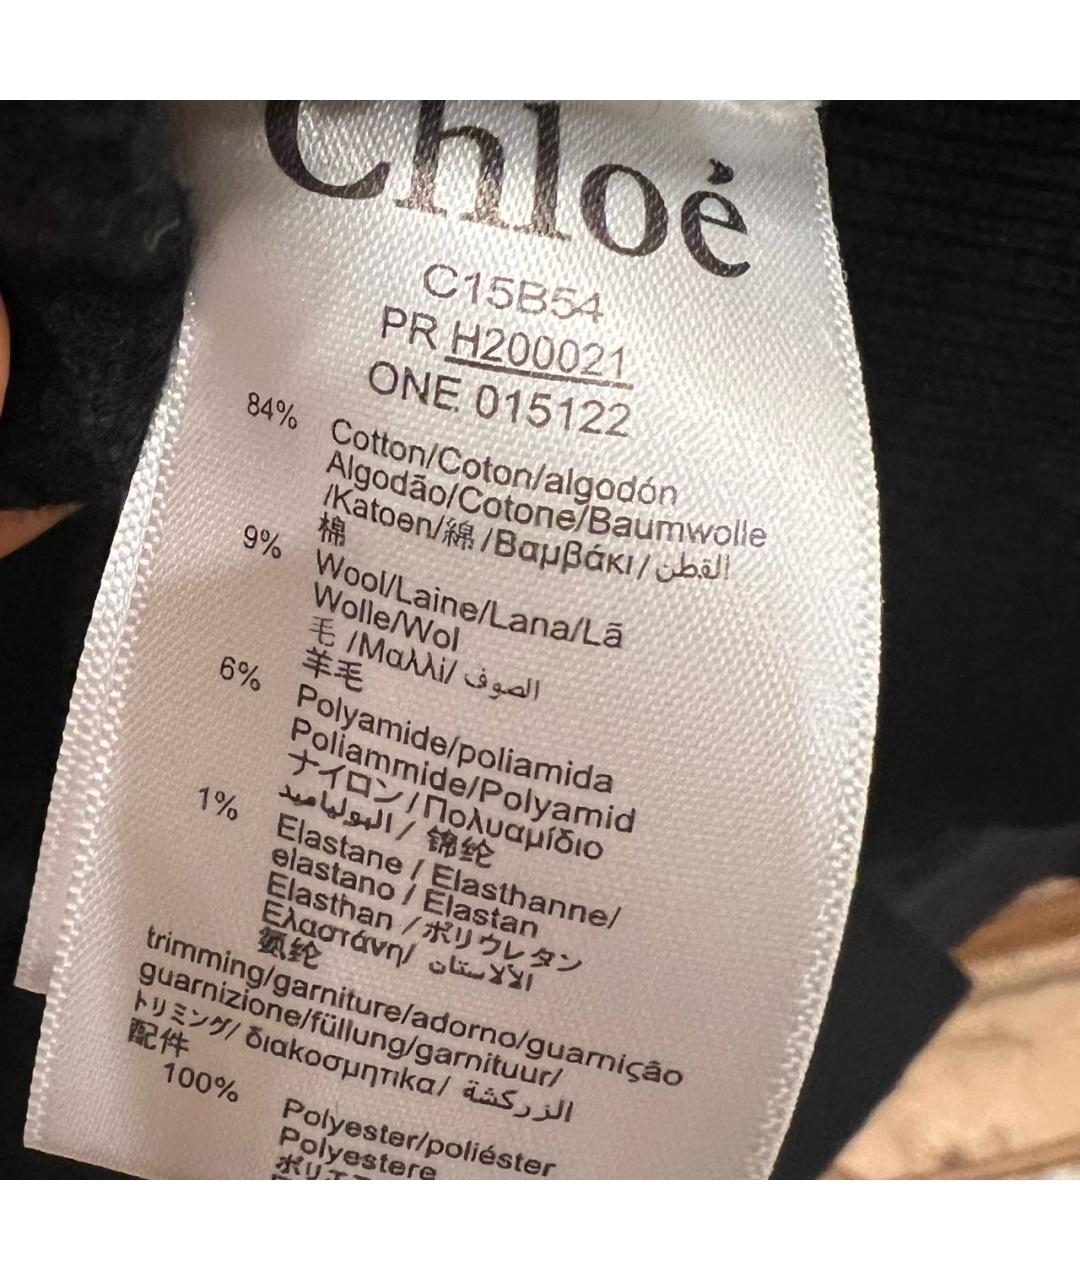 Chloé
C15B54
PR H200021
ONE 015122
84% Cotton/Coton/algodón
Algodão/Cotone/Baumwolle
/Katoen/綿/Βαμβάκι/القطن
棉
9% Wool/Laine/Lana/Lã
Wolle/Wol
毛/Μαλλί/ الصوف
羊毛
6% Polyamide/poliamida
Poliammide/Polyamid
ナイロン/Πολυαμίδιο
البولياميد / 锦纶
1% Elastane / Elasthanne/
elastano / Elastan
Elasthan /ポリウレタン
Ελαστάνη/ الالاستان
氨纶
trimming/garniture/adorno/guarnição
guarnizione/füllung/garnituur/
トリミング/ διακοσμητικα/ الزركشة
配件
100% Polyester/poliéster
Polyestere